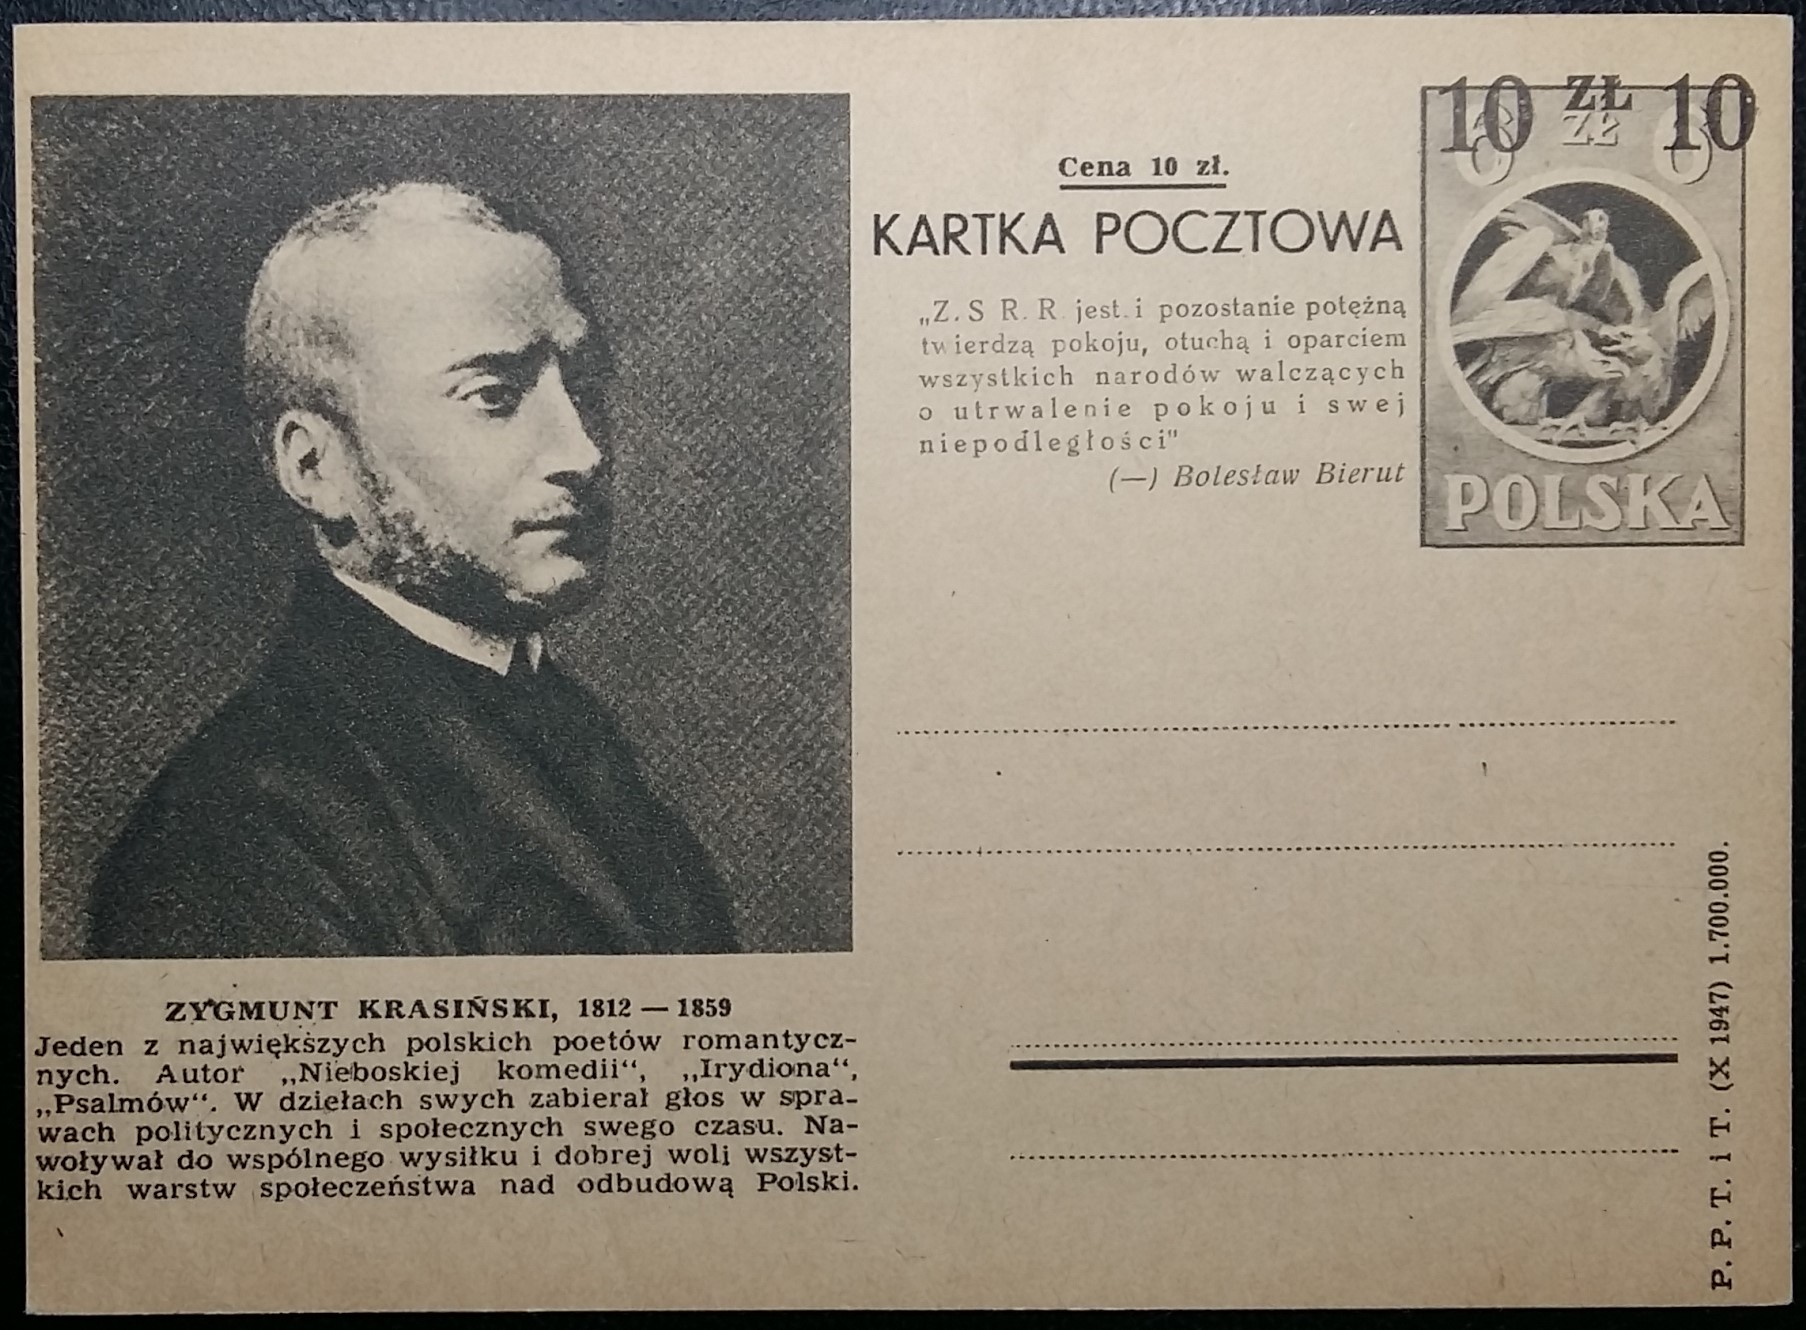 ZYGMUNT KRASIŃSKI, 1812 — 1859
Jeden z największych polskich poetów romantycz-
nych. Autor „Nieboskiej komedii“, „Irydiona“,
„Psalmów“. W dziełach swych zabierał głos w spra-
wach politycznych i społecznych swego czasu. Na-
woływał do wspólnego wysiłku i dobrej woli wszyst-
kich warstw społeczeństwa nad odbudową Polski.
Cena 10 zł.
KARTKA POCZTOWA
„Z. S R. R. jest i pozostanie potężną
twierdzą pokoju, otuchą i oparciem
wszystkich narodów walczących
o utrwalenie pokoju i swej
niepodległości"
(—) Bolesław Bierut
10 ZŁ 10
6 ZŁ 6
POLSKA
P. P. T. i T. (X 1947) 1.700.000.